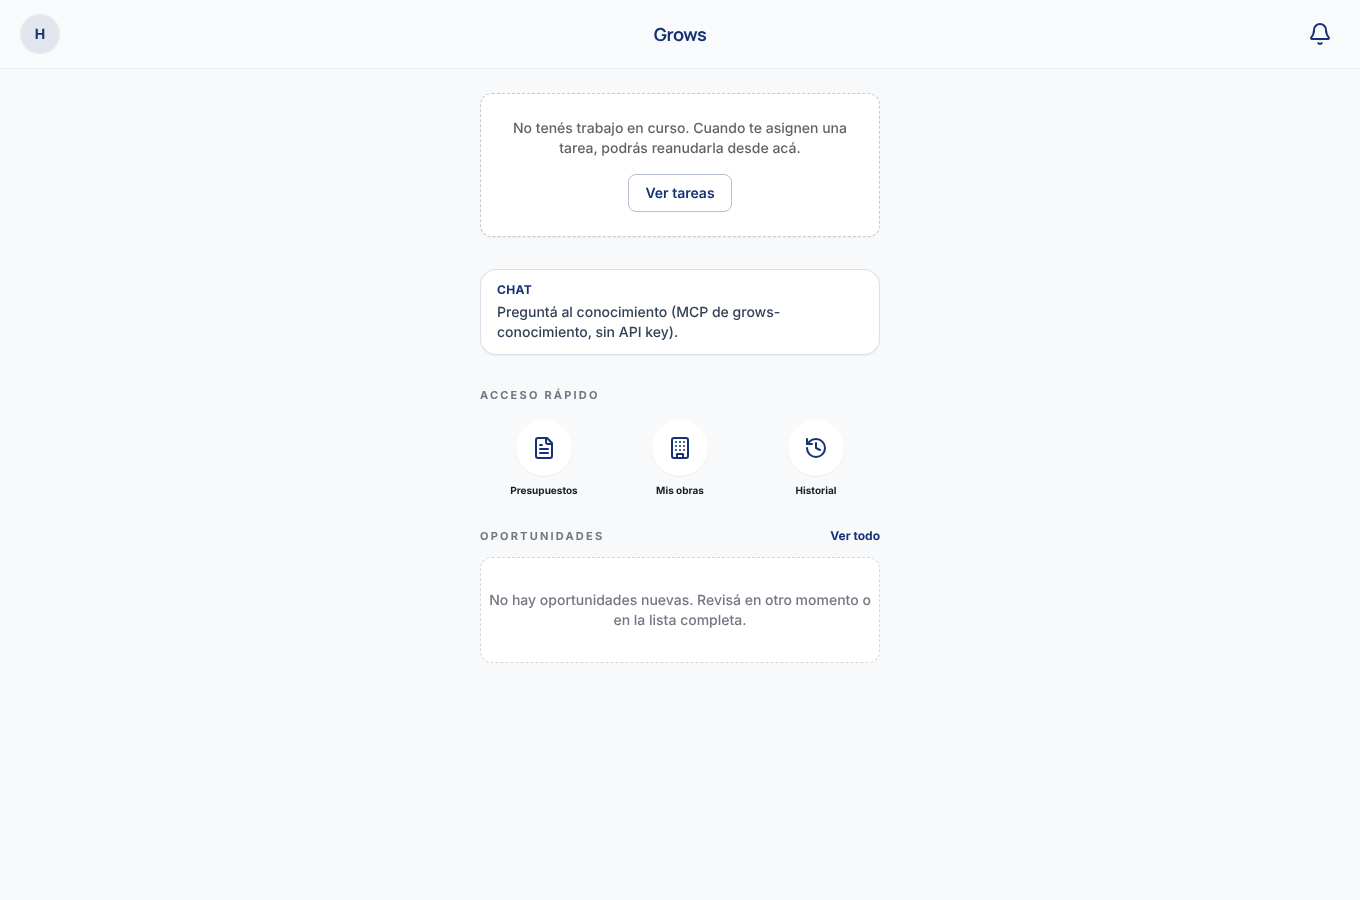 H
Grows
No tenés trabajo en curso. Cuando te asignen una
tarea, podrás reanudarla desde acá.
Ver tareas
CHAT
Preguntá al conocimiento (MCP de grows-
conocimiento, sin API key).
ACCESO RÁPIDO
Presupuestos
Mis obras
Historial
OPORTUNIDADES
Ver todo
No hay oportunidades nuevas. Revisá en otro momento o
en la lista completa.